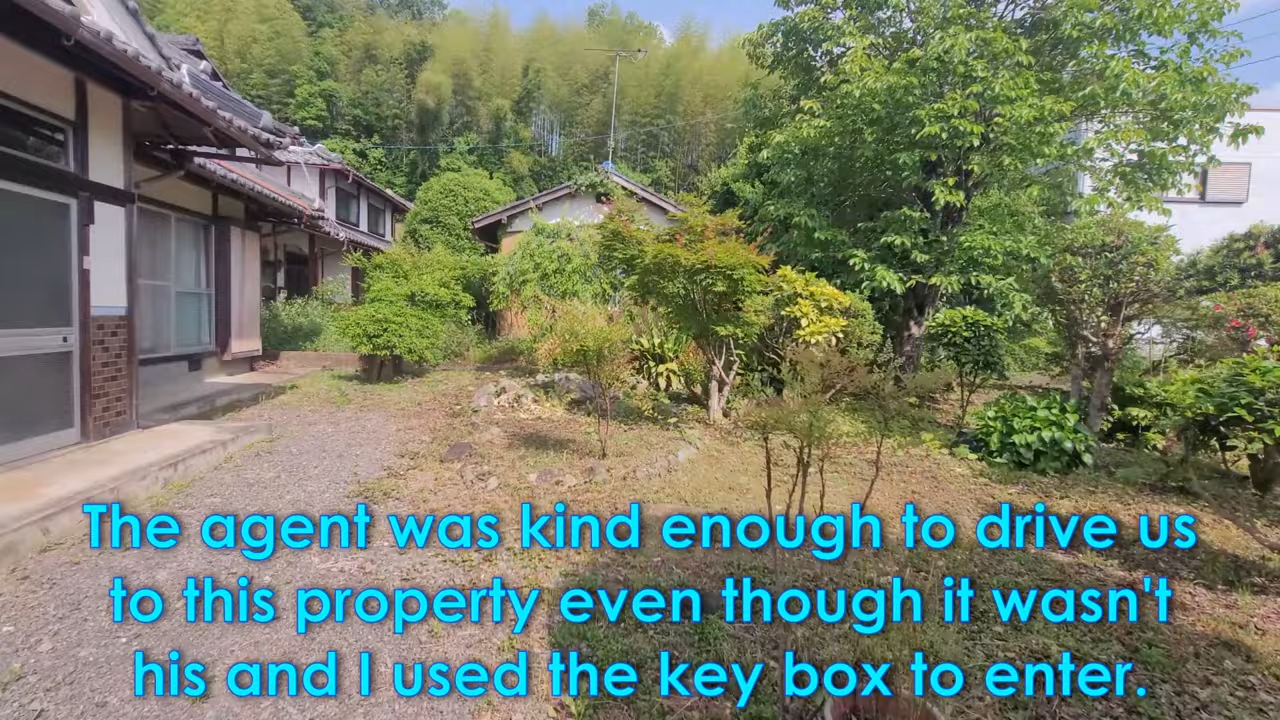 The agent was kind enough to drive us
to this property even though it wasn't
his and I used the key box to enter.